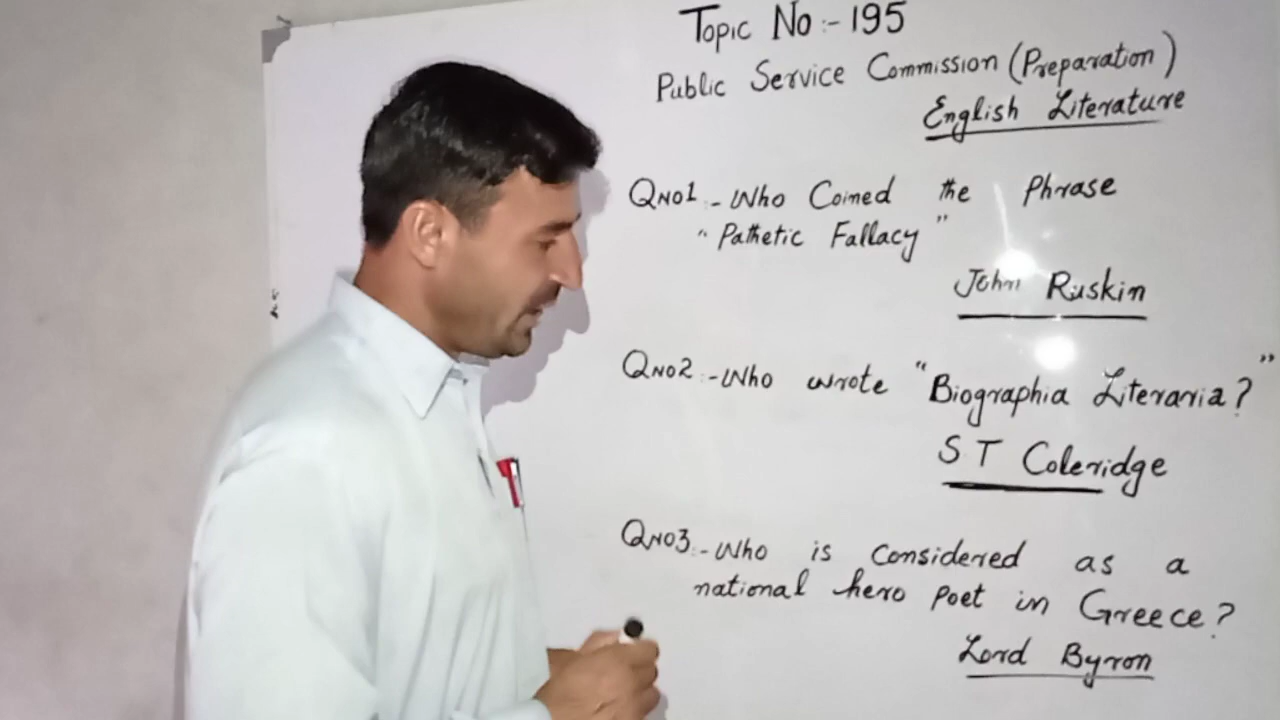 Topic No :- 195
Public Service Commission (Preparation)
English Literature
QNO1 :- Who Coined the Phrase
"Pathetic Fallacy"
John Ruskin
QNO2 :- Who wrote "Biographia Literaria?"
S T Coleridge
QNO3 :- Who is Considered as a
national hero poet in Greece?
Lord Byron